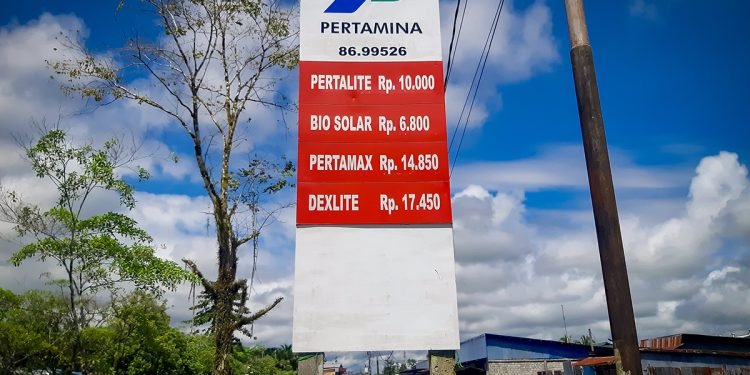 PERTAMINA
86.99526
PERTALITE Rp. 10.000
BIO SOLAR Rp. 6.800
PERTAMAX Rp. 14.850
DEXLITE Rp. 17.450